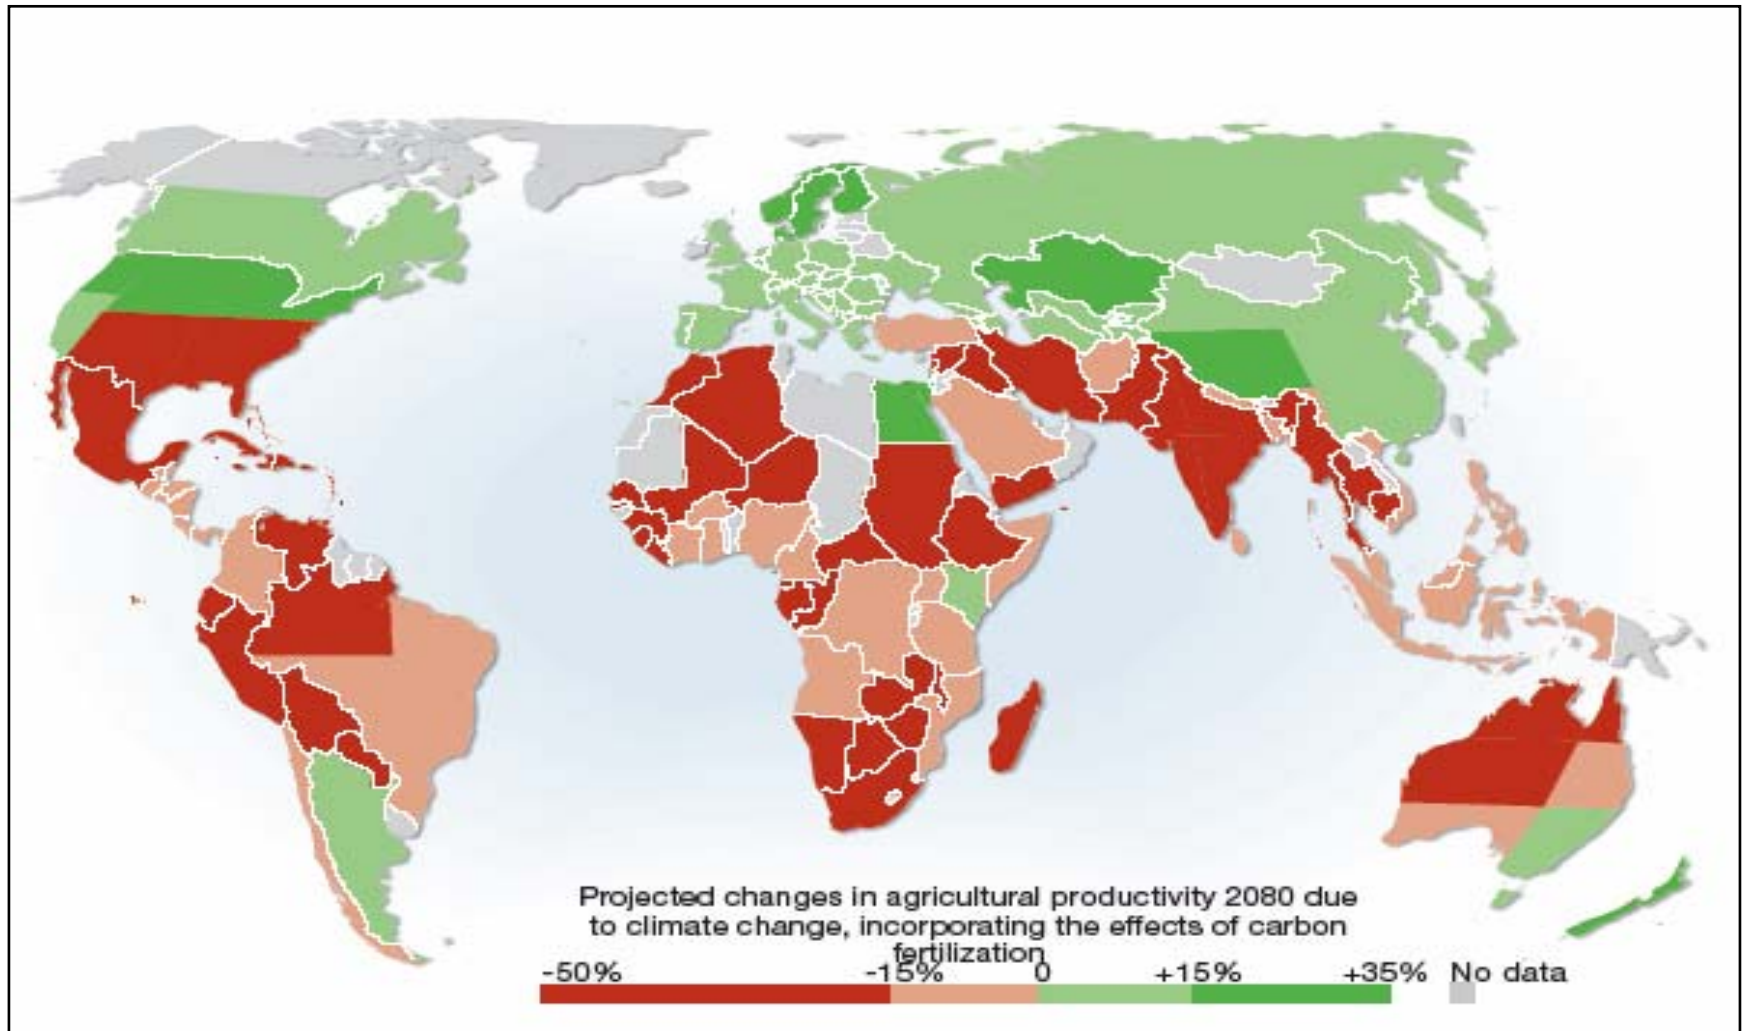 Projected changes in agricultural productivity 2080 due
to climate change, incorporating the effects of carbon
fertilization
-50% -15% 0 +15% +35% No data